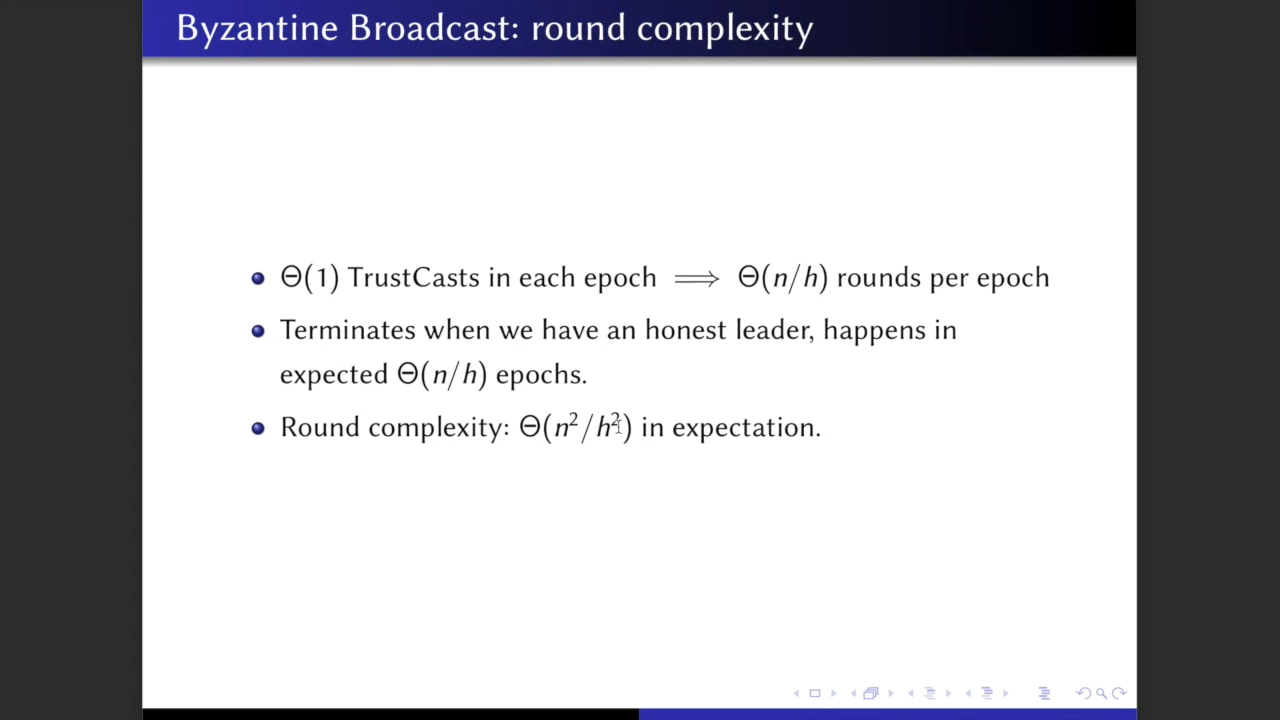 Byzantine Broadcast: round complexity
Θ(1) TrustCasts in each epoch ⟹ Θ(n/h) rounds per epoch
Terminates when we have an honest leader, happens in
expected Θ(n/h) epochs.
Round complexity: Θ(n²/h²) in expectation.